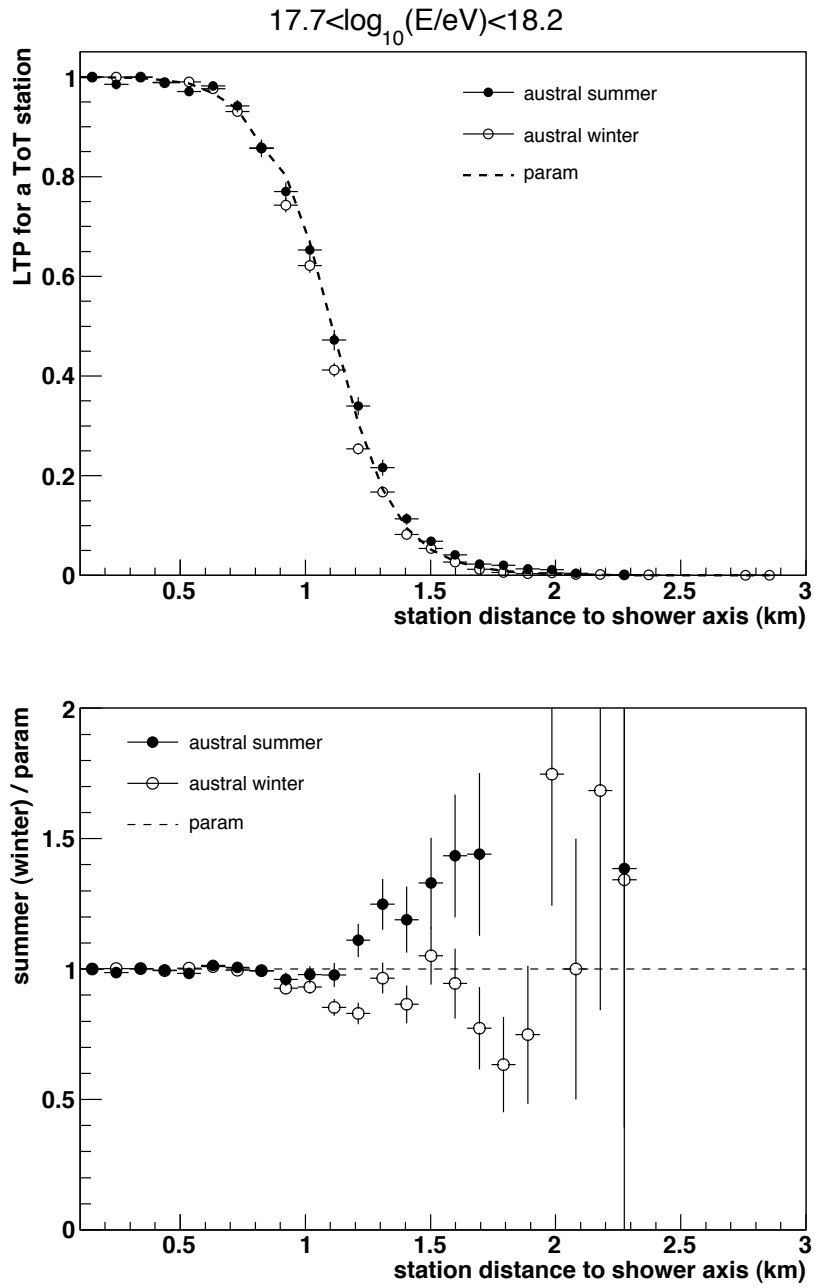 17.7<log₁₀(E/eV)<18.2
LTP for a ToT station
1
0.8
0.6
0.4
0.2
0
austral summer
austral winter
param
0.5 1 1.5 2 2.5 3
station distance to shower axis (km)
summer (winter) / param
2
1.5
1
0.5
0
austral summer
austral winter
param
0.5 1 1.5 2 2.5 3
station distance to shower axis (km)